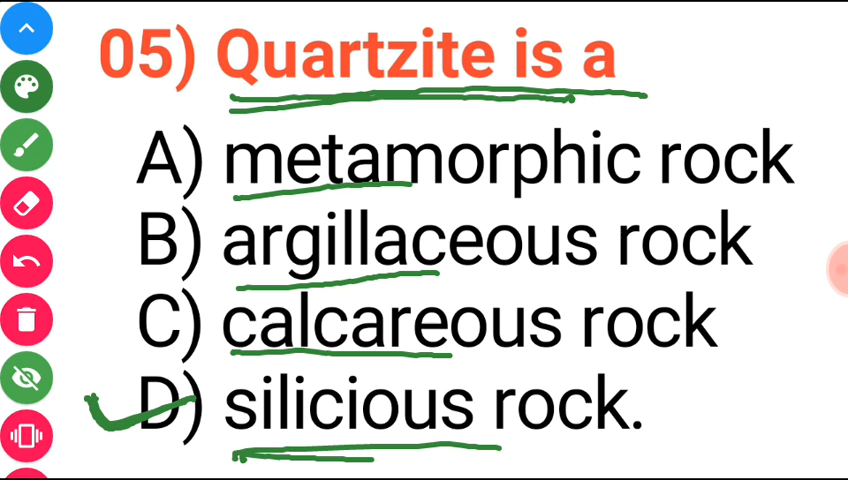 05) Quartzite is a
A) metamorphic rock
B) argillaceous rock
C) calcareous rock
D) silicious rock.